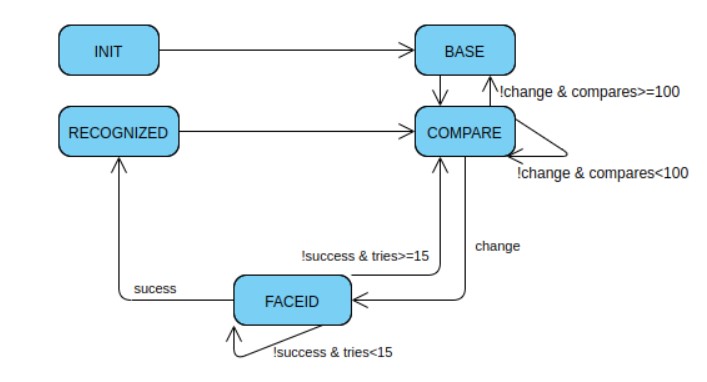 INIT
BASE
!change & compares>=100
RECOGNIZED
COMPARE
!change & compares<100
change
!success & tries>=15
sucess
FACEID
!success & tries<15